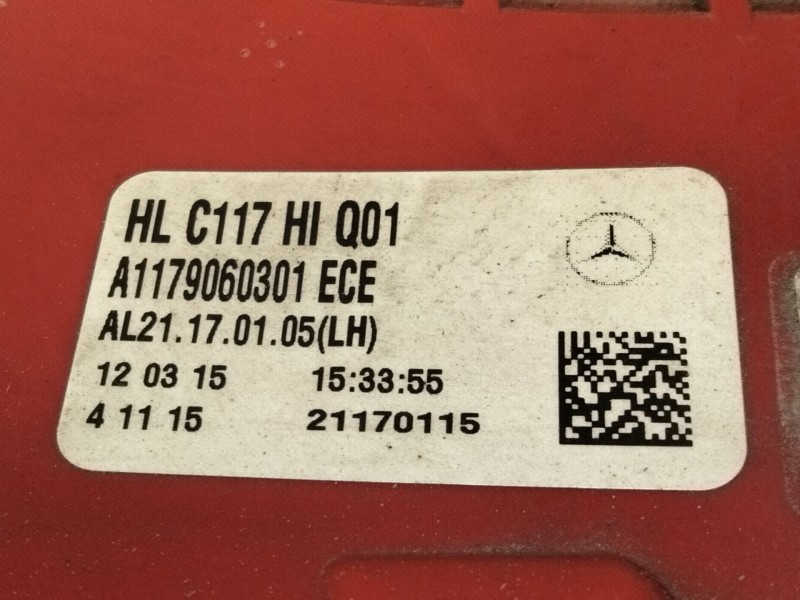 HL C117 HI Q01
A1179060301 ECE
AL21.17.01.05(LH)
12 03 15 15:33:55
4 11 15 21170115